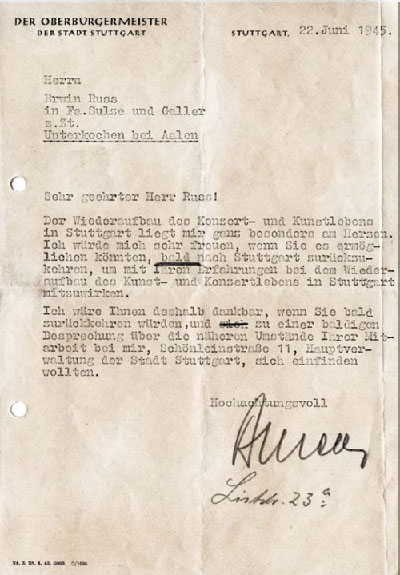 DER OBERBÜRGERMEISTER
DER STADT STUTTGART
STUTTGART, 22.Juni 1945.
Herrn
Erwin Russ
in Fa.Sulze und Galler
z.Zt.
Unterkochen bei Aalen
Sehr geehrter Herr Russ!
Der Wiederaufbau des Konzert- und Kunstlebens
in Stuttgart liegt mir ganz besonders am Herzen.
Ich würde mich sehr freuen, wenn Sie es ermög-
lichen könnten, bald nach Stuttgart zurückzu-
kehren, um mit Ihren Erfahrungen bei dem Wieder-
aufbau des Kunst- und Konzertlebens in Stuttgart
mitzuwirken.
Ich wäre Ihnen deshalb dankbar, wenn Sie bald
zurückkehren würden,und sich zu einer baldigen
Besprechung über die näheren Umstände Ihrer Mit-
arbeit bei mir, Schönleinstraße 11, Hauptver-
waltung der Stadt Stuttgart, sich einfinden
wollten.
Hochachtungsvoll
23a